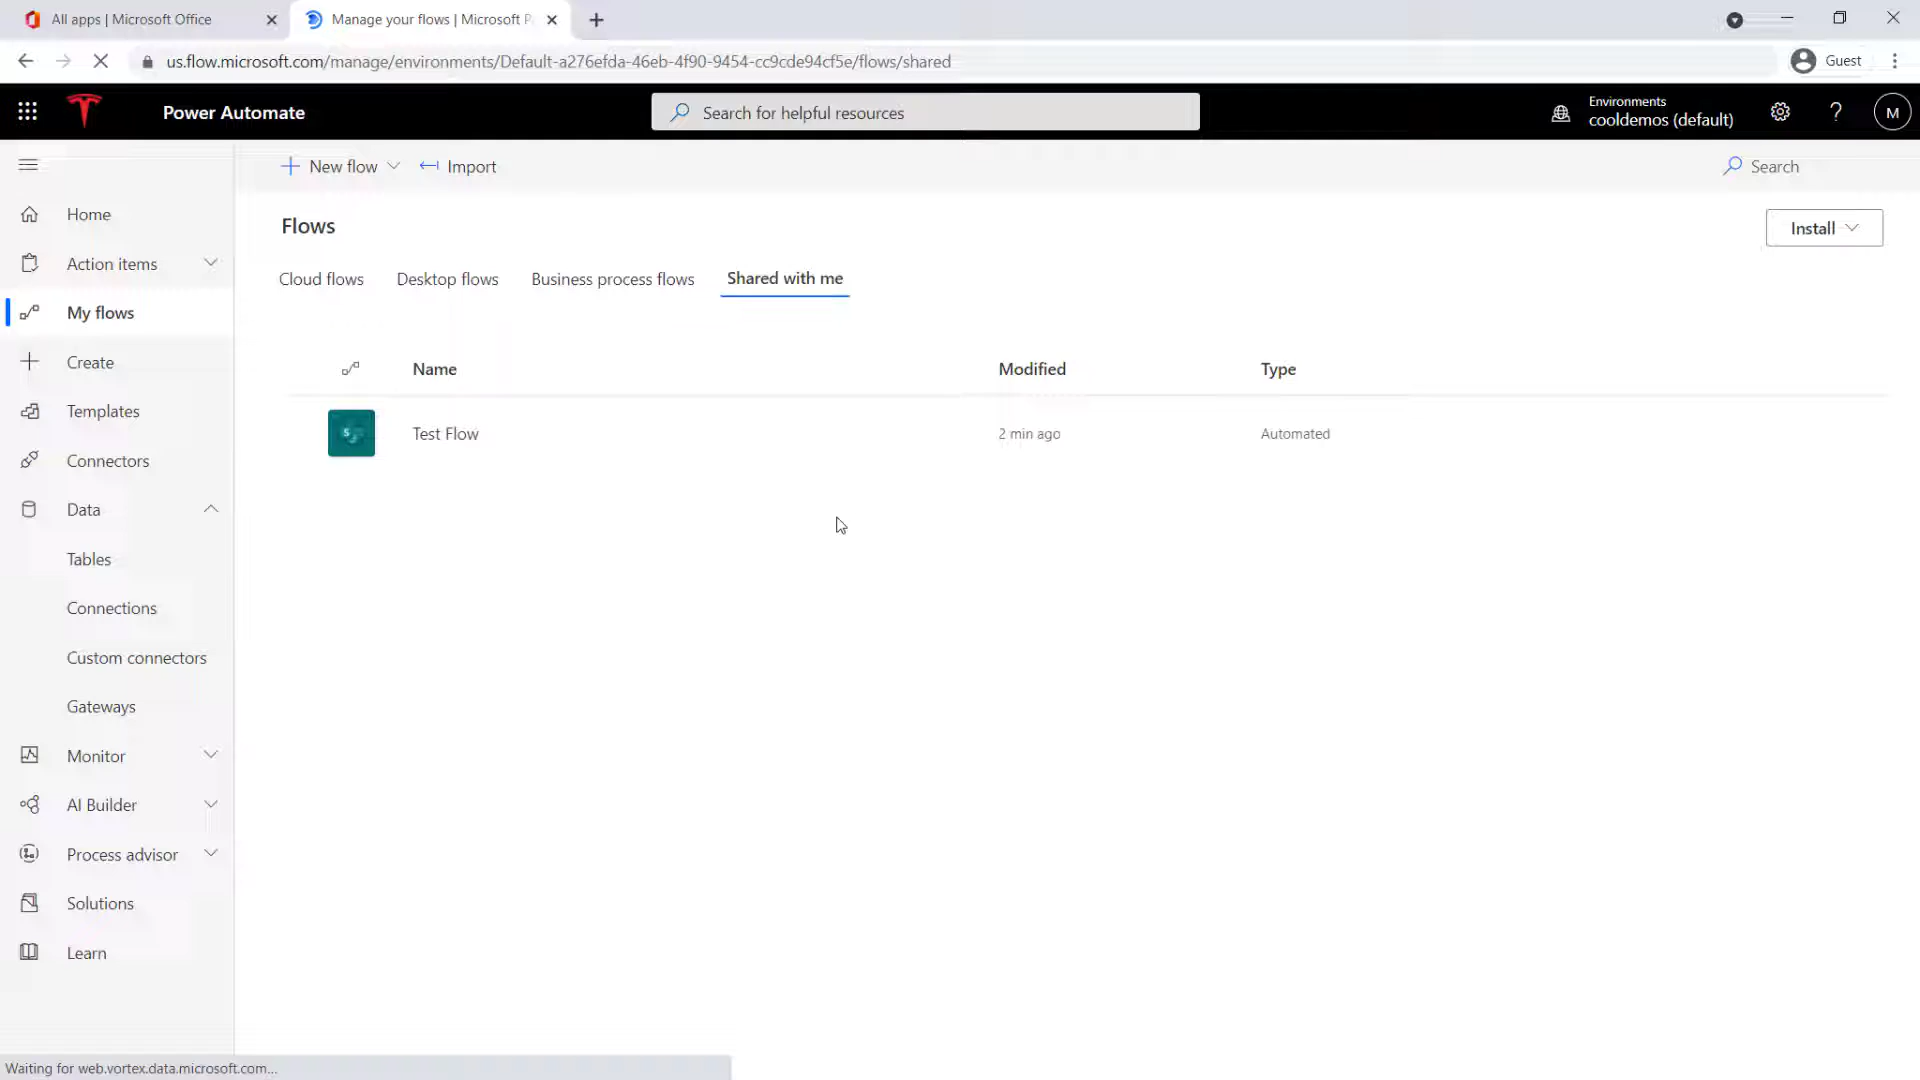 All apps | Microsoft Office
Manage your flows | Microsoft P
us.flow.microsoft.com/manage/environments/Default-a276efda-46eb-4f90-9454-cc9cde94cf5e/flows/shared
Guest
Power Automate
Search for helpful resources
Environments
cooldemos (default)
?
M
New flow
Import
Search
Home
Action items
My flows
Create
Templates
Connectors
Data
Tables
Connections
Custom connectors
Gateways
Monitor
AI Builder
Process advisor
Solutions
Learn
Flows
Install
Cloud flows
Desktop flows
Business process flows
Shared with me
Name
Modified
Type
S
Test Flow
2 min ago
Automated
Waiting for web.vortex.data.microsoft.com...